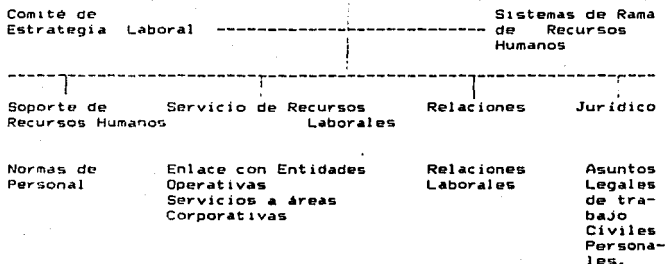 Comité de
Estrategia Laboral
Sistemas de Rama
de Recursos
Humanos
Soporte de
Recursos Humanos
Servicio de Recursos
Laborales
Relaciones
Jurídico
Normas de
Personal
Enlace con Entidades
Operativas
Servicios a áreas
Corporativas
Relaciones
Laborales
Asuntos
Legales
de tra-
bajo
Civiles
Persona-
les.